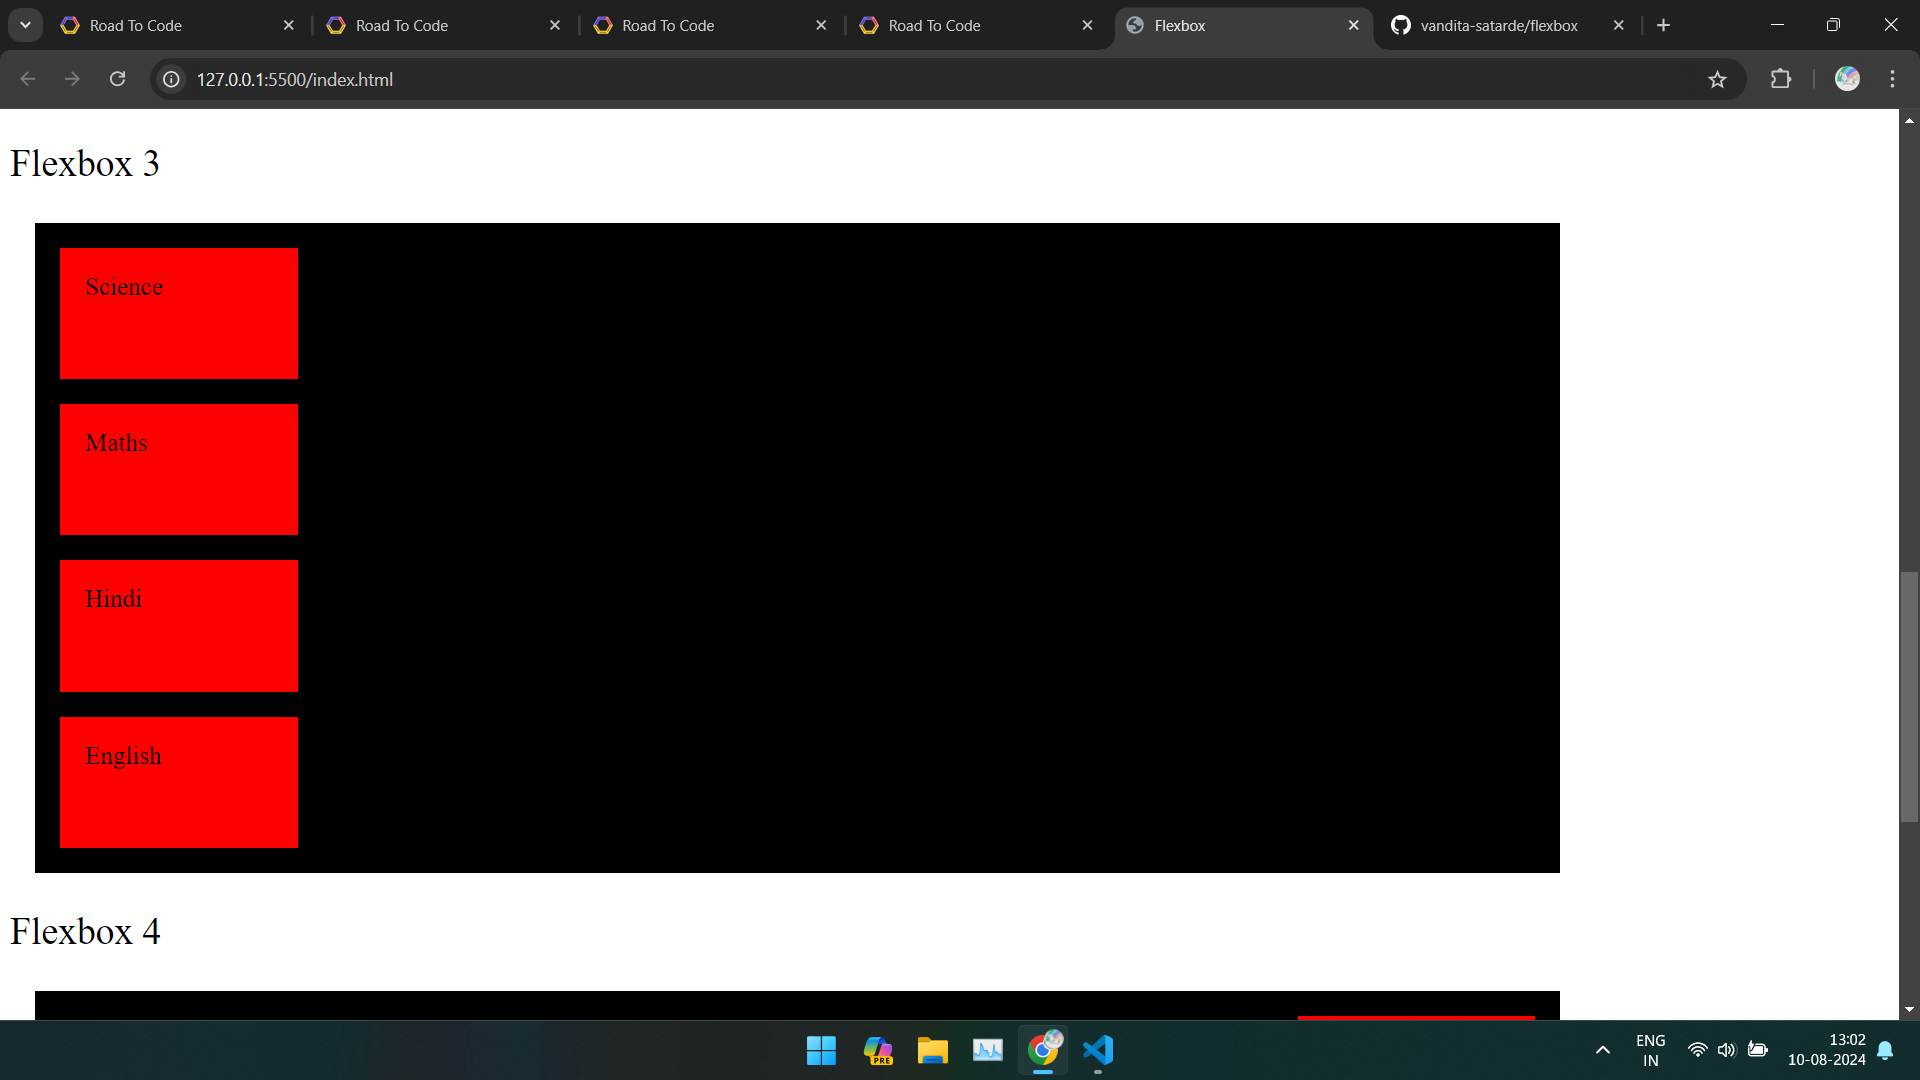 Road To Code
Road To Code
Road To Code
Road To Code
Flexbox
vandita-satarde/flexbox
127.0.0.1:5500/index.html
Flexbox 3
Science
Maths
Hindi
English
Flexbox 4
PRE
ENG
IN
13:02
10-08-2024